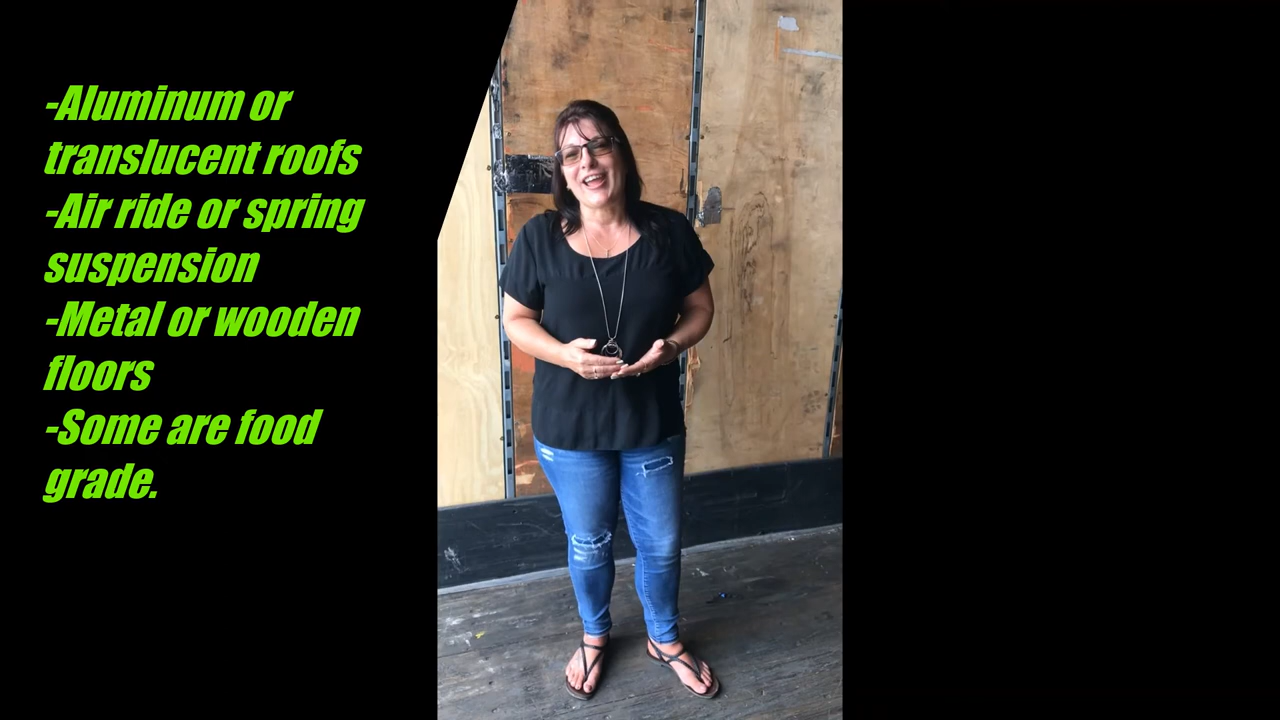 -Aluminum or
translucent roofs
-Air ride or spring
suspension
-Metal or wooden
floors
-Some are food
grade.